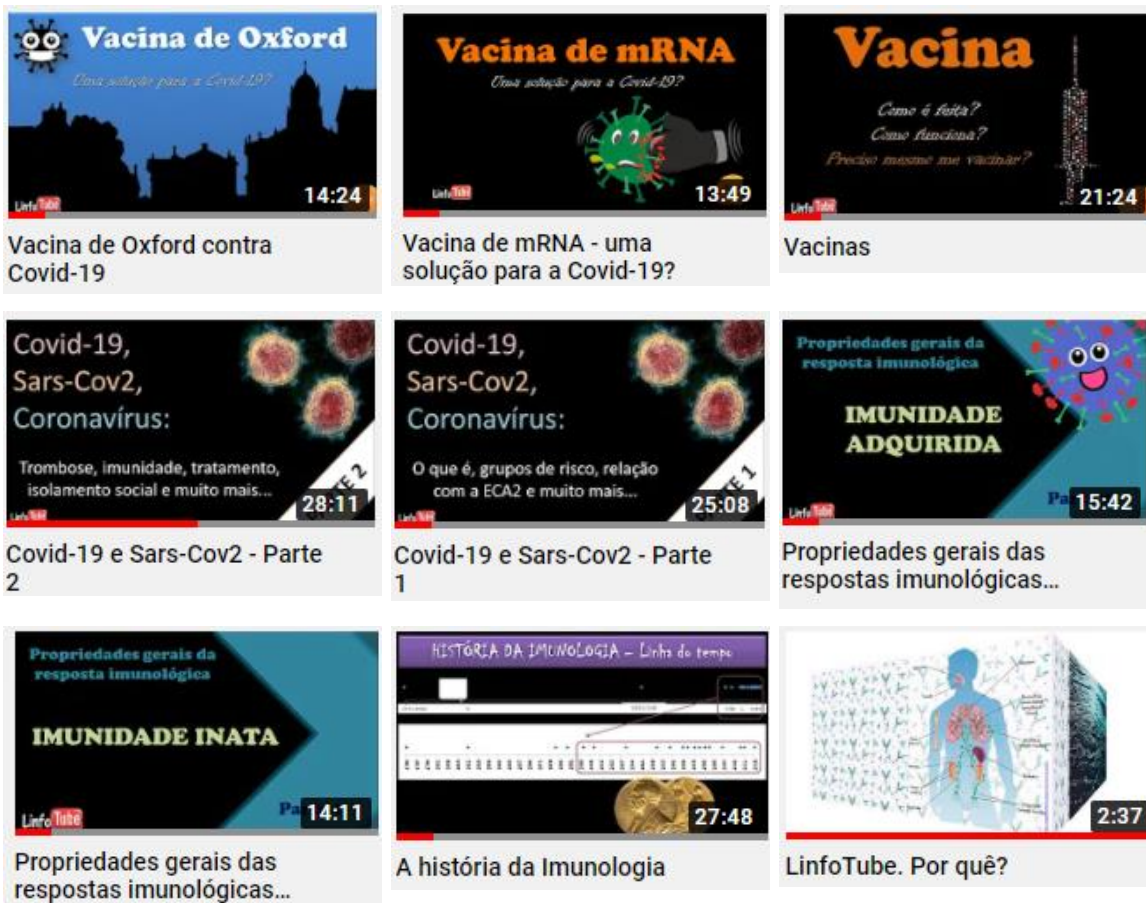 Vacina de Oxford
Uma solução para a Covid-19?
LinfoTube
14:24
Vacina de Oxford contra
Covid-19
Vacina de mRNA
Uma solução para a Covid-19?
LinfoTube
13:49
Vacina de mRNA - uma
solução para a Covid-19?
Vacina
Como é feita?
Como funciona?
Preciso mesmo me vacinar?
LinfoTube
21:24
Vacinas
Covid-19,
Sars-Cov2,
Coronavírus:
Trombose, imunidade, tratamento,
isolamento social e muito mais...
28:11
Covid-19 e Sars-Cov2 - Parte
2
Covid-19,
Sars-Cov2,
Coronavírus:
O que é, grupos de risco, relação
com a ECA2 e muito mais...
25:08
Covid-19 e Sars-Cov2 - Parte
1
Propriedades gerais da
resposta imunológica
IMUNIDADE
ADQUIRIDA
LinfoTube
15:42
Propriedades gerais das
respostas imunológicas...
Propriedades gerais da
resposta imunológica
IMUNIDADE INATA
LinfoTube
14:11
Propriedades gerais das
respostas imunológicas...
HISTÓRIA DA IMUNOLOGIA – Linha do tempo
27:48
A história da Imunologia
2:37
LinfoTube. Por quê?